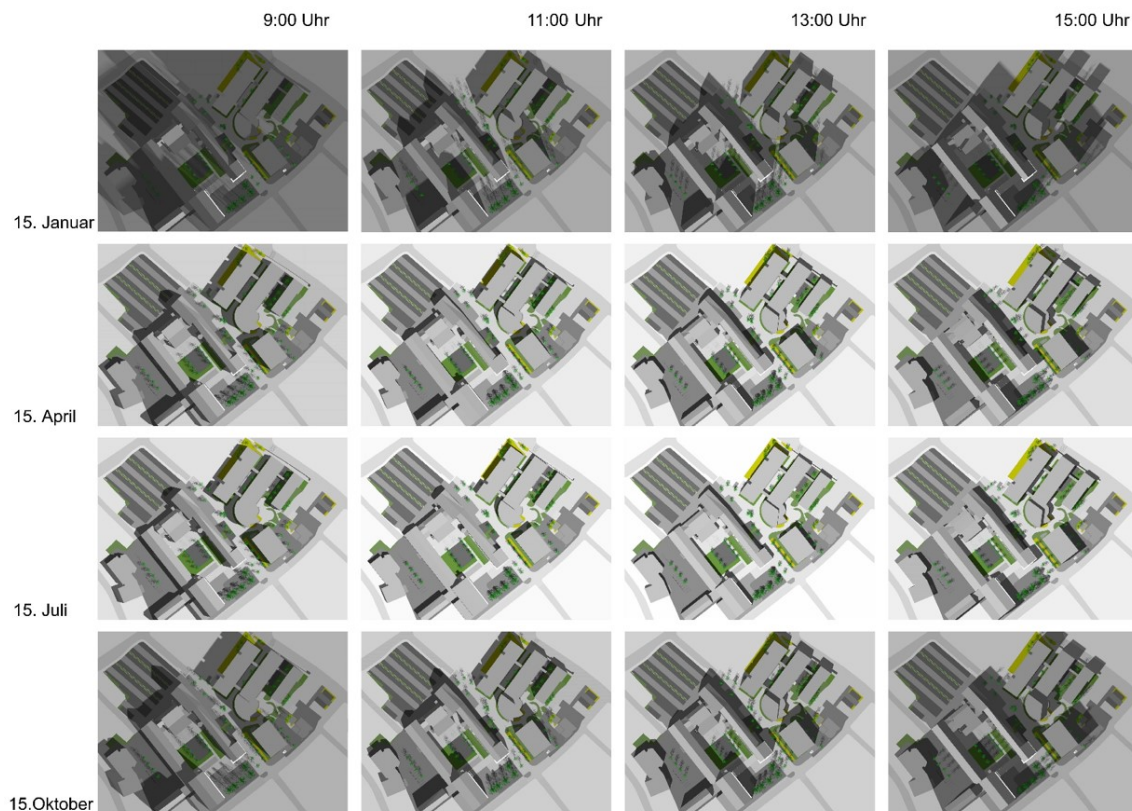 9:00 Uhr
11:00 Uhr
13:00 Uhr
15:00 Uhr
15. Januar
15. April
15. Juli
15.Oktober